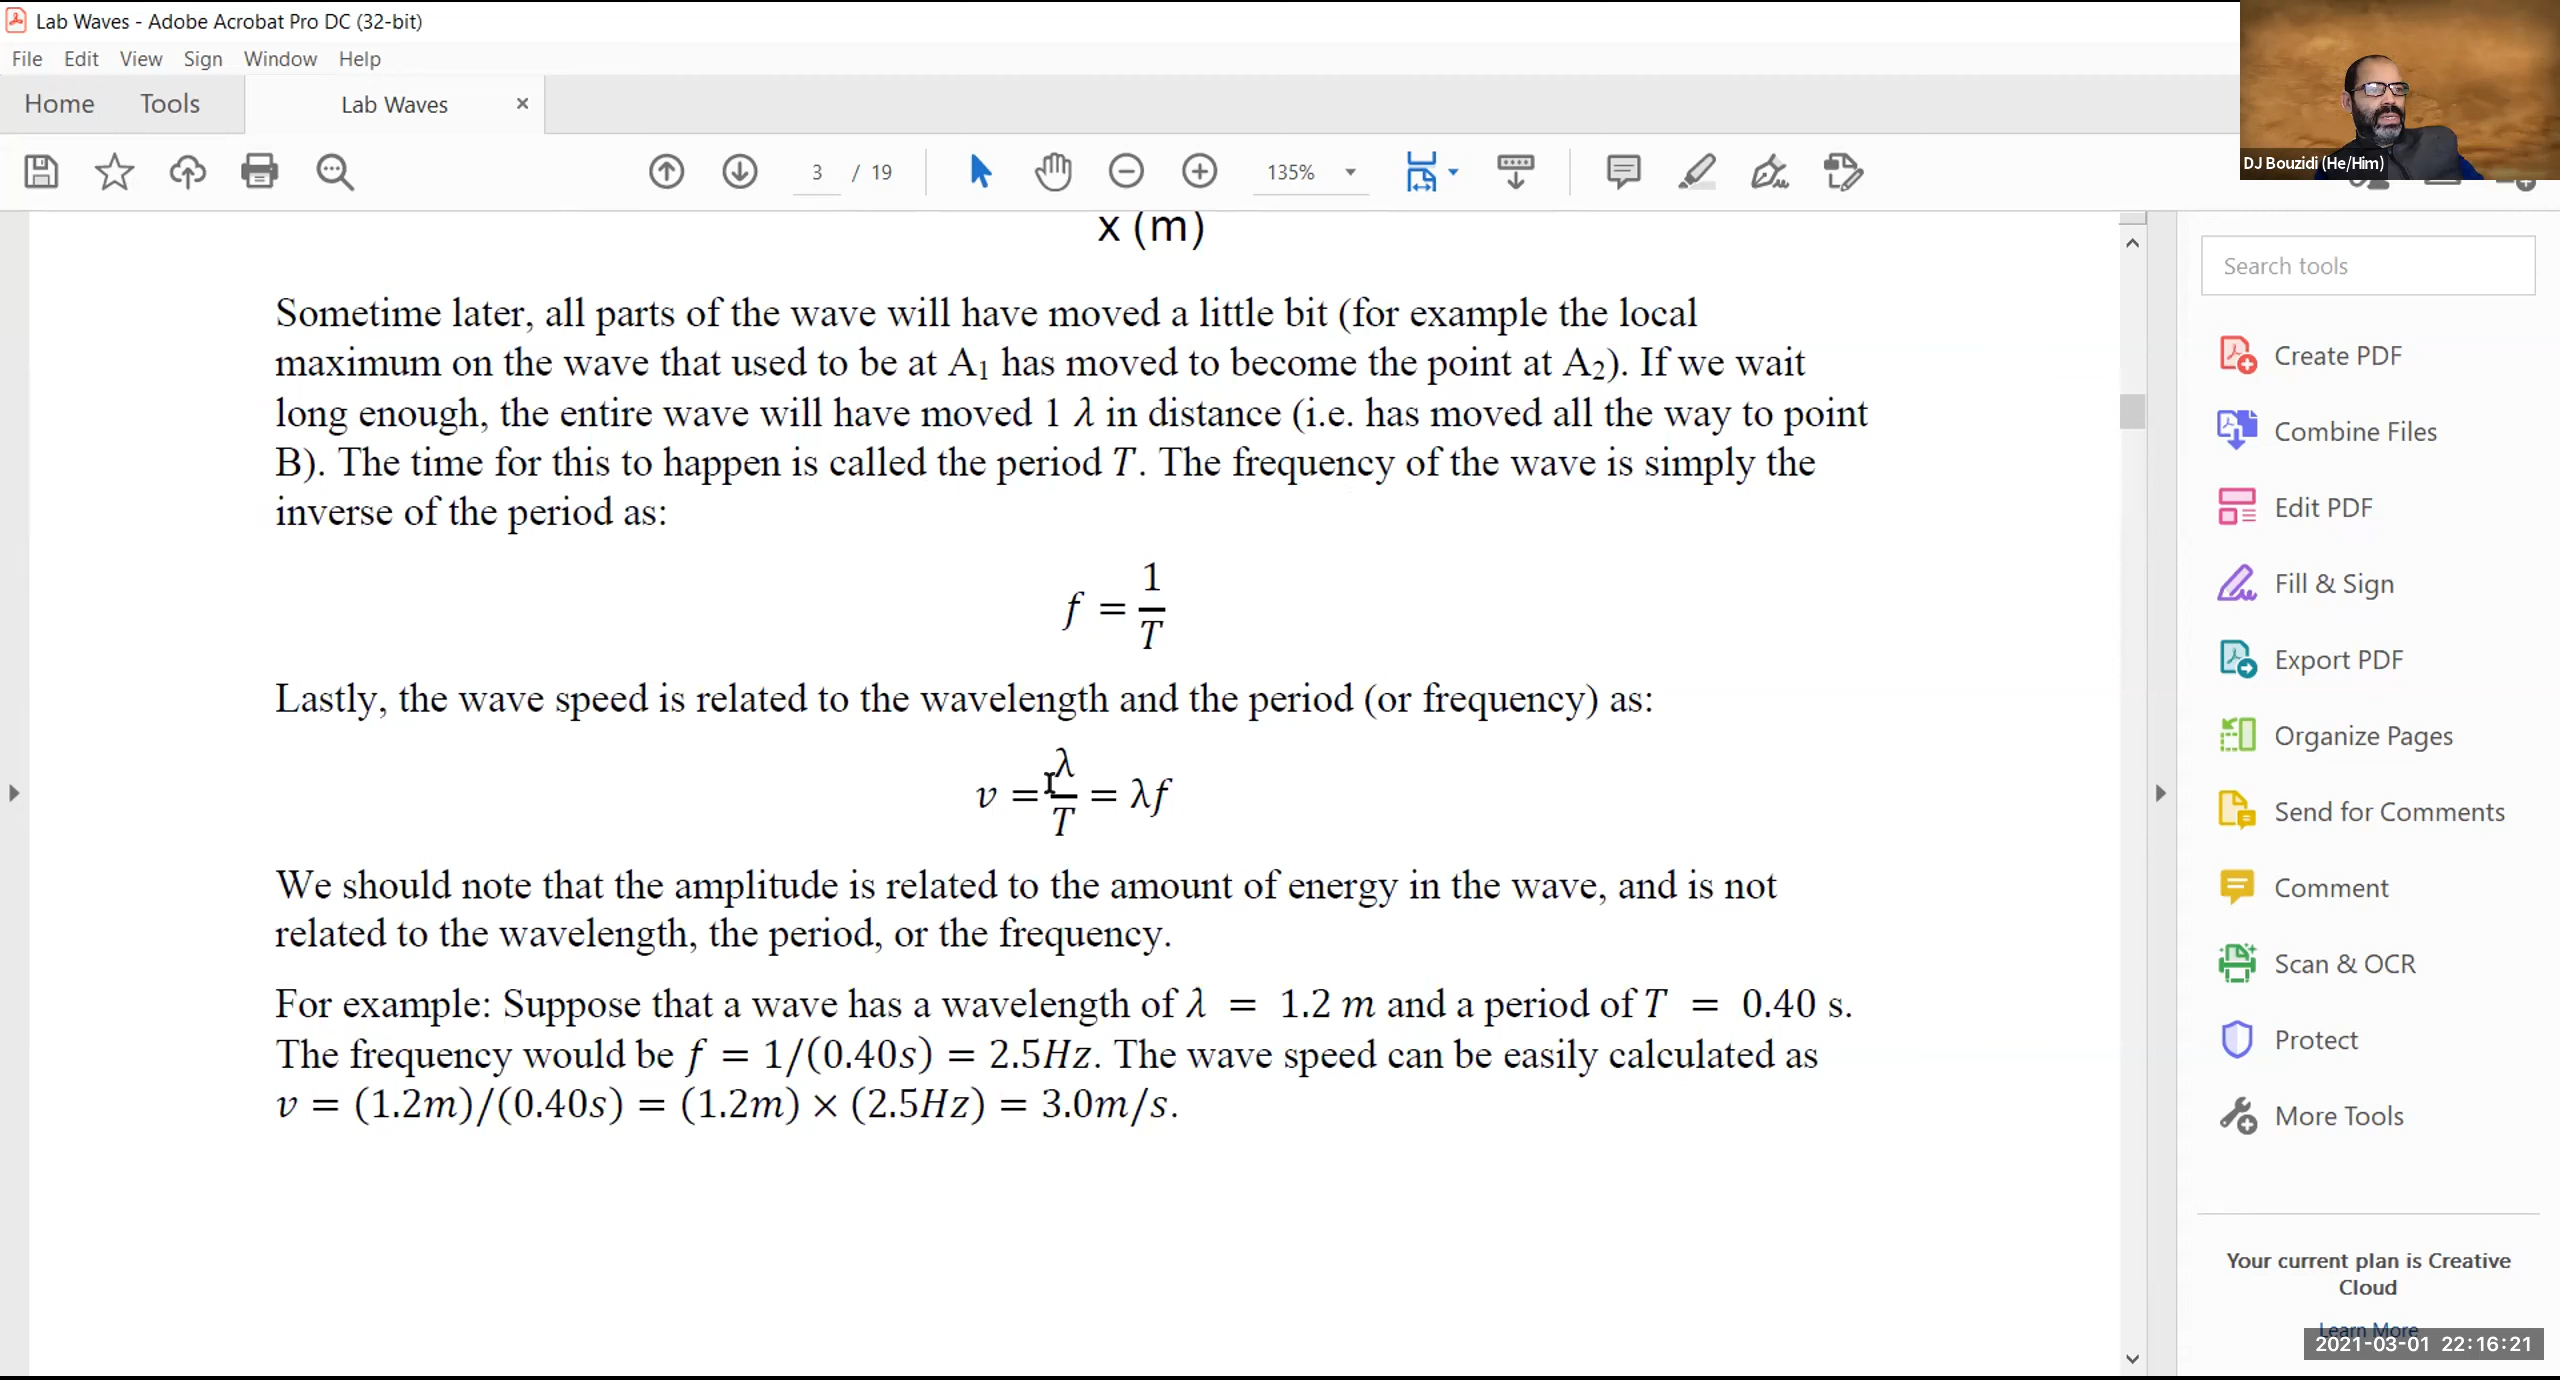 Lab Waves - Adobe Acrobat Pro DC (32-bit)
File Edit View Sign Window Help
Home Tools Lab Waves ×
3 / 19 135%
DJ Bouzidi (He/Him)
x (m)
Sometime later, all parts of the wave will have moved a little bit (for example the local
maximum on the wave that used to be at A₁ has moved to become the point at A₂). If we wait
long enough, the entire wave will have moved 1 λ in distance (i.e. has moved all the way to point
B). The time for this to happen is called the period T. The frequency of the wave is simply the
inverse of the period as:
f = 1/T
Lastly, the wave speed is related to the wavelength and the period (or frequency) as:
v = λ/T = λf
We should note that the amplitude is related to the amount of energy in the wave, and is not
related to the wavelength, the period, or the frequency.
For example: Suppose that a wave has a wavelength of λ = 1.2 m and a period of T = 0.40 s.
The frequency would be f = 1/(0.40s) = 2.5Hz. The wave speed can be easily calculated as
v = (1.2m)/(0.40s) = (1.2m) × (2.5Hz) = 3.0m/s.
Search tools
Create PDF
Combine Files
Edit PDF
Fill & Sign
Export PDF
Organize Pages
Send for Comments
Comment
Scan & OCR
Protect
More Tools
Your current plan is Creative
Cloud
Learn More
2021-03-01 22:16:21